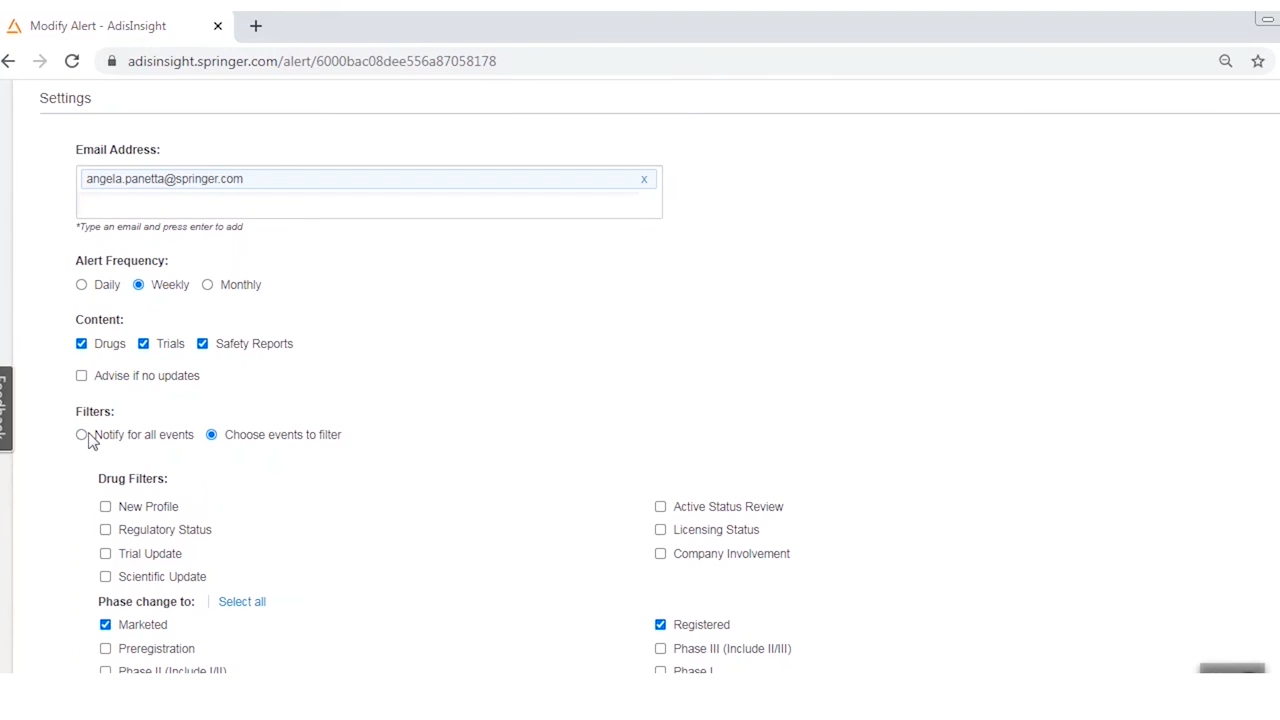 Modify Alert - AdisInsight
adisinsight.springer.com/alert/6000bac08dee556a87058178
Settings
Email Address:
angela.panetta@springer.com x
*Type an email and press enter to add
Alert Frequency:
Daily Weekly Monthly
Content:
Drugs Trials Safety Reports
Advise if no updates
Feedback
Filters:
Notify for all events Choose events to filter
Drug Filters:
New Profile Active Status Review
Regulatory Status Licensing Status
Trial Update Company Involvement
Scientific Update
Phase change to: Select all
Marketed Registered
Preregistration Phase III (Include II/III)
Phase II (Include I/II) Phase I